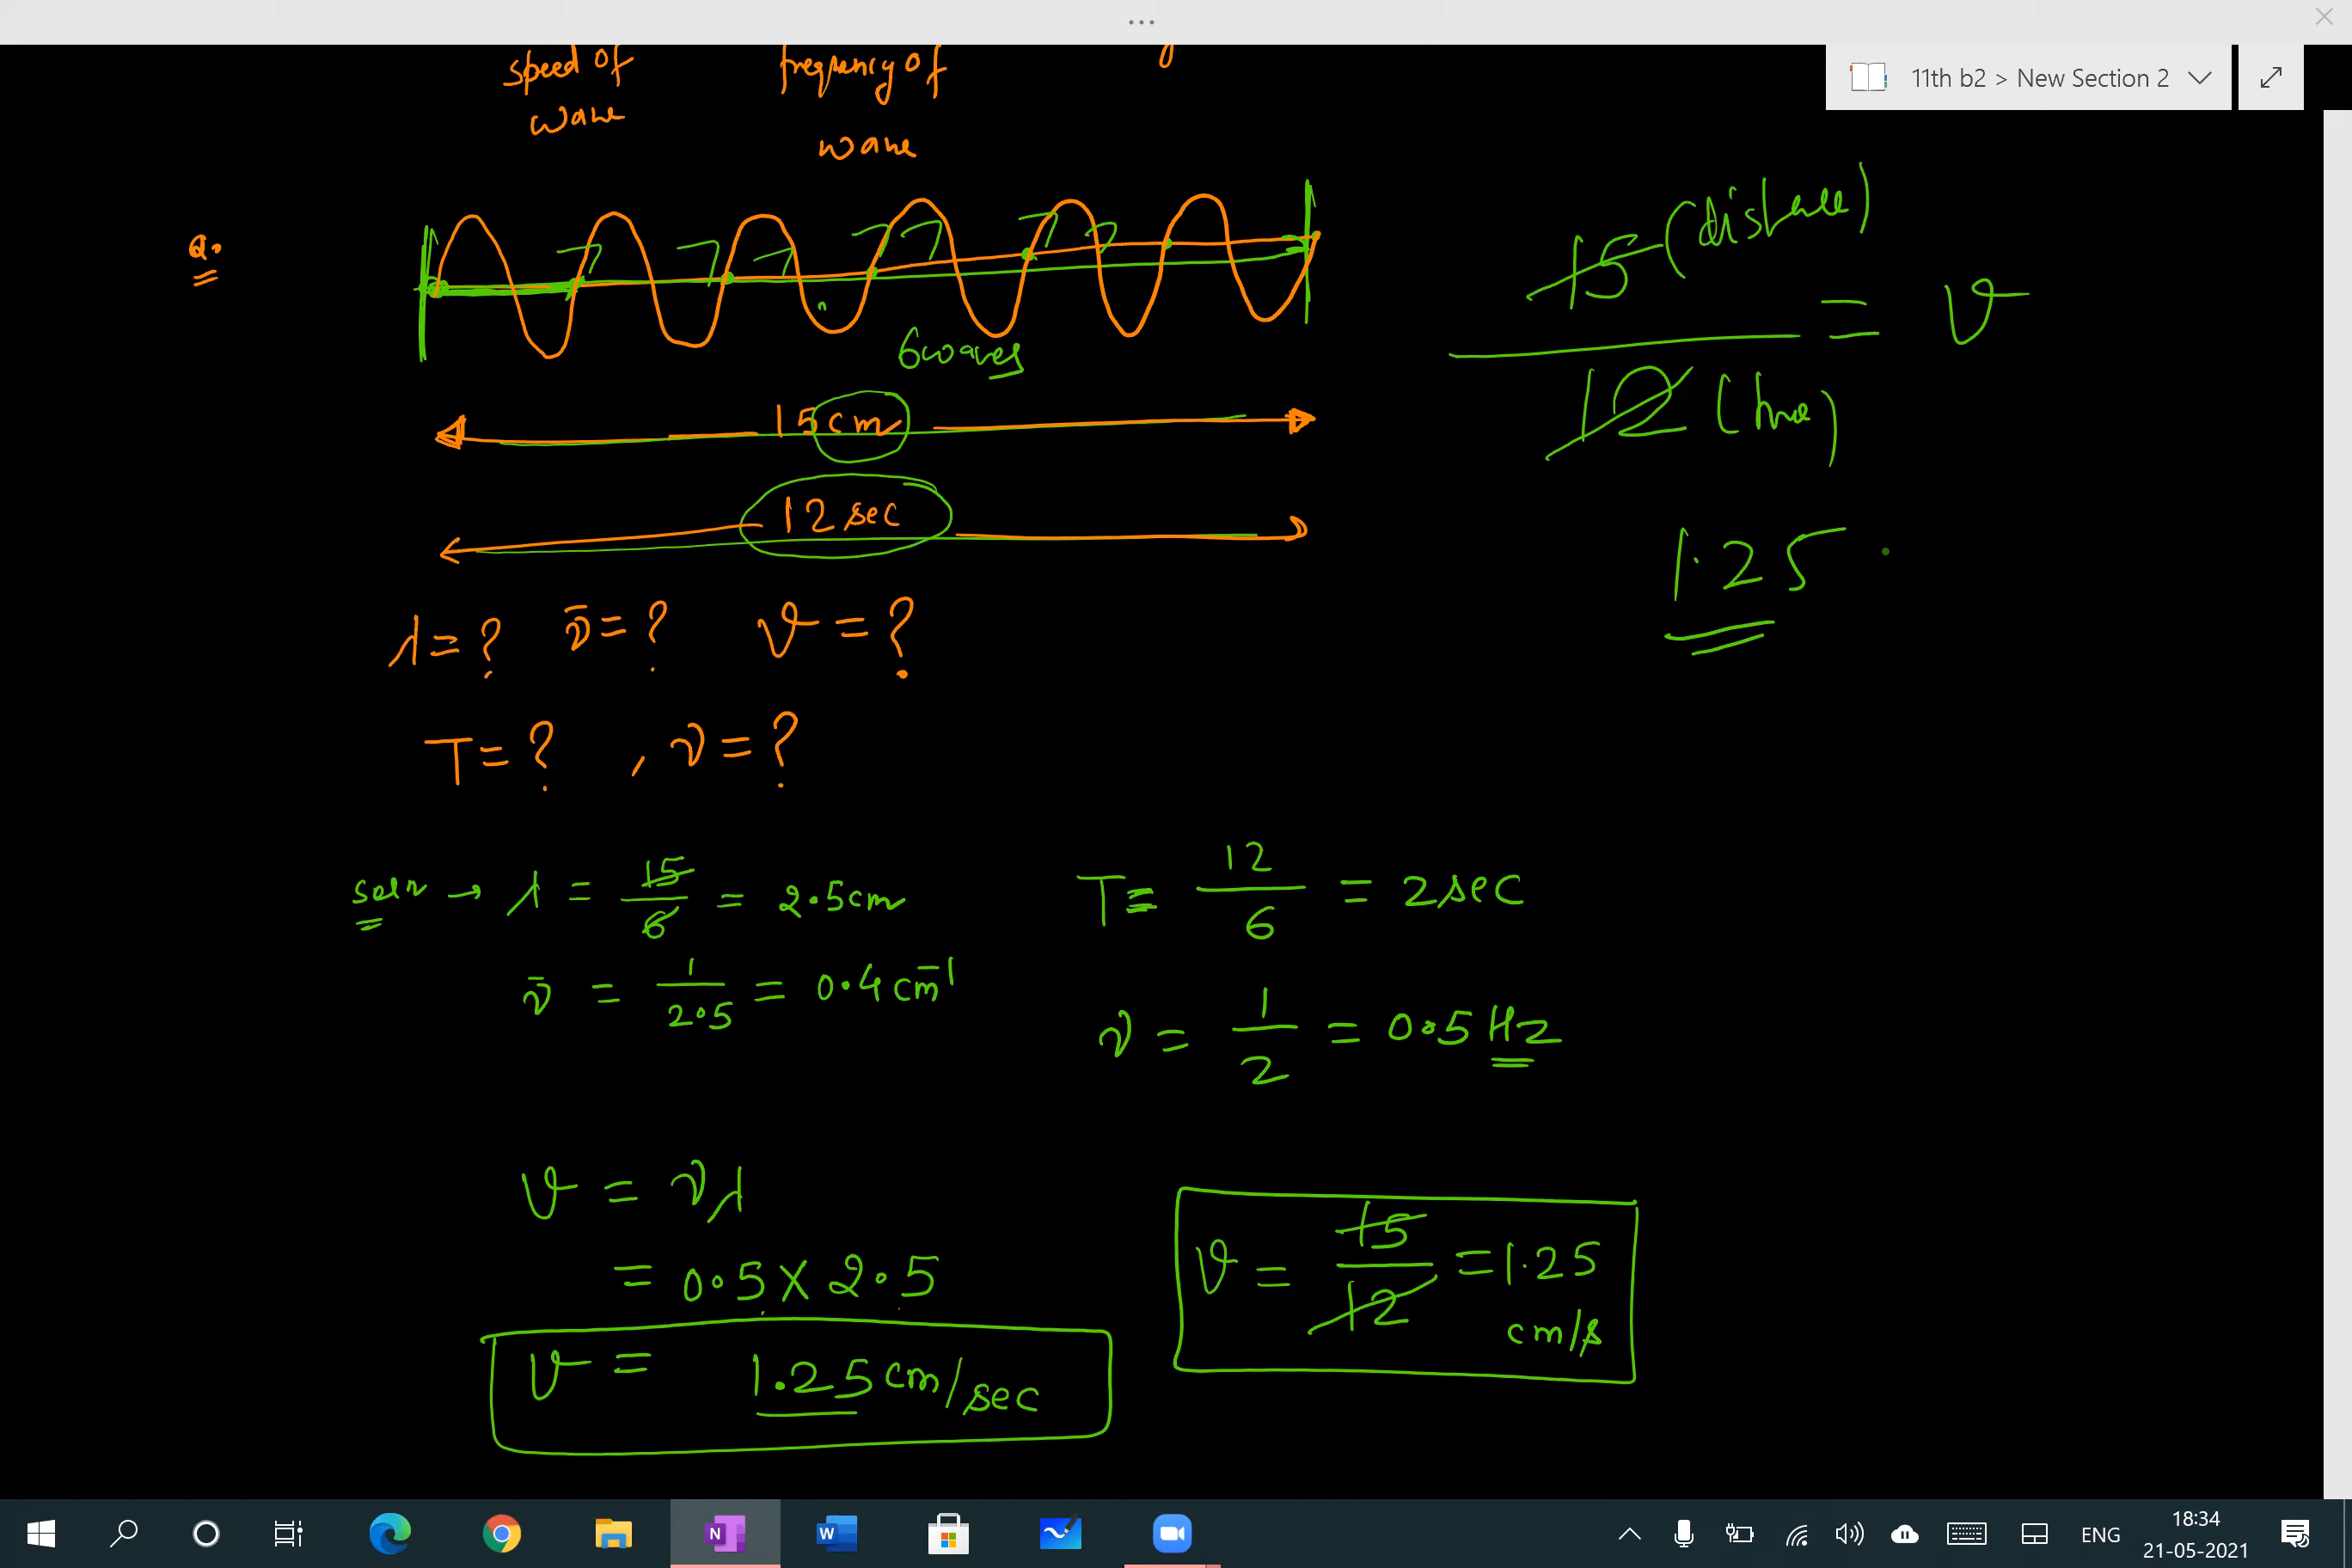 11th b2 > New Section 2
speed of
wave
frequency of
wave
Q.
6 waves
15 cm
12 sec
λ = ? ν̄ = ? v = ?
T = ? , ν = ?
15 (distance)
12 (time)
= v
1.25
soln → λ = 15/6 = 2.5 cm
ν̄ = 1/2.5 = 0.4 cm⁻¹
T = 12/6 = 2 sec
ν = 1/2 = 0.5 Hz
v = νλ
= 0.5 X 2.5
v = 1.25 cm/sec
v = 15/12 = 1.25
cm/s
ENG
18:34
21-05-2021